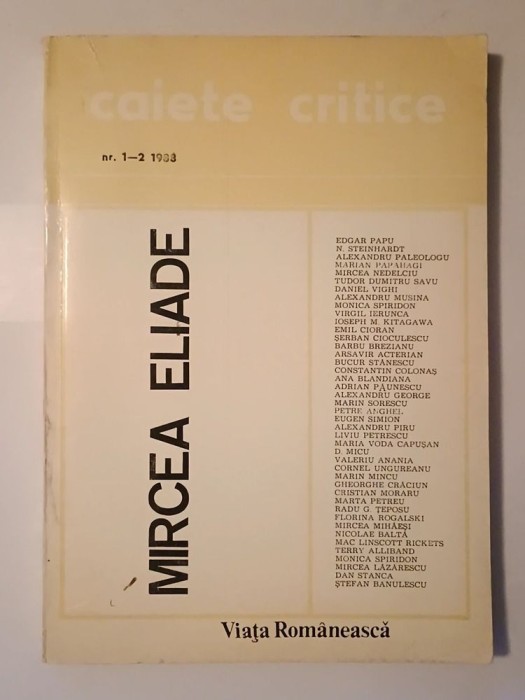 caiete critice
nr. 1—2 1988
MIRCEA ELIADE
EDGAR PAPU
N. STEINHARDT
ALEXANDRU PALEOLOGU
MARIAN PAPAHAGI
MIRCEA NEDELCIU
TUDOR DUMITRU SAVU
DANIEL VIGHI
ALEXANDRU MUSINA
MONICA SPIRIDON
VIRGIL IERUNCA
IOSEPH M. KITAGAWA
EMIL CIORAN
ŞERBAN CIOCULESCU
BARBU BREZIANU
ARSAVIR ACTERIAN
BUCUR STĂNESCU
CONSTANTIN COLONAŞ
ANA BLANDIANA
ADRIAN PĂUNESCU
ALEXANDRU GEORGE
MARIN SORESCU
PETRE ANGHEL
EUGEN SIMION
ALEXANDRU PIRU
LIVIU PETRESCU
MARIA VODA CAPUŞAN
D. MICU
VALERIU ANANIA
CORNEL UNGUREANU
MARIN MINCU
GHEORGHE CRĂCIUN
CRISTIAN MORARU
MARTA PETREU
RADU G. ŢEPOSU
FLORINA ROGALSKI
MIRCEA MIHĂEŞI
NICOLAE BALTĂ
MAC LINSCOTT RICKETS
TERRY ALLIBAND
MONICA SPIRIDON
MIRCEA LĂZĂRESCU
DAN STANCA
ŞTEFAN BANULESCU
Viaţa Românească